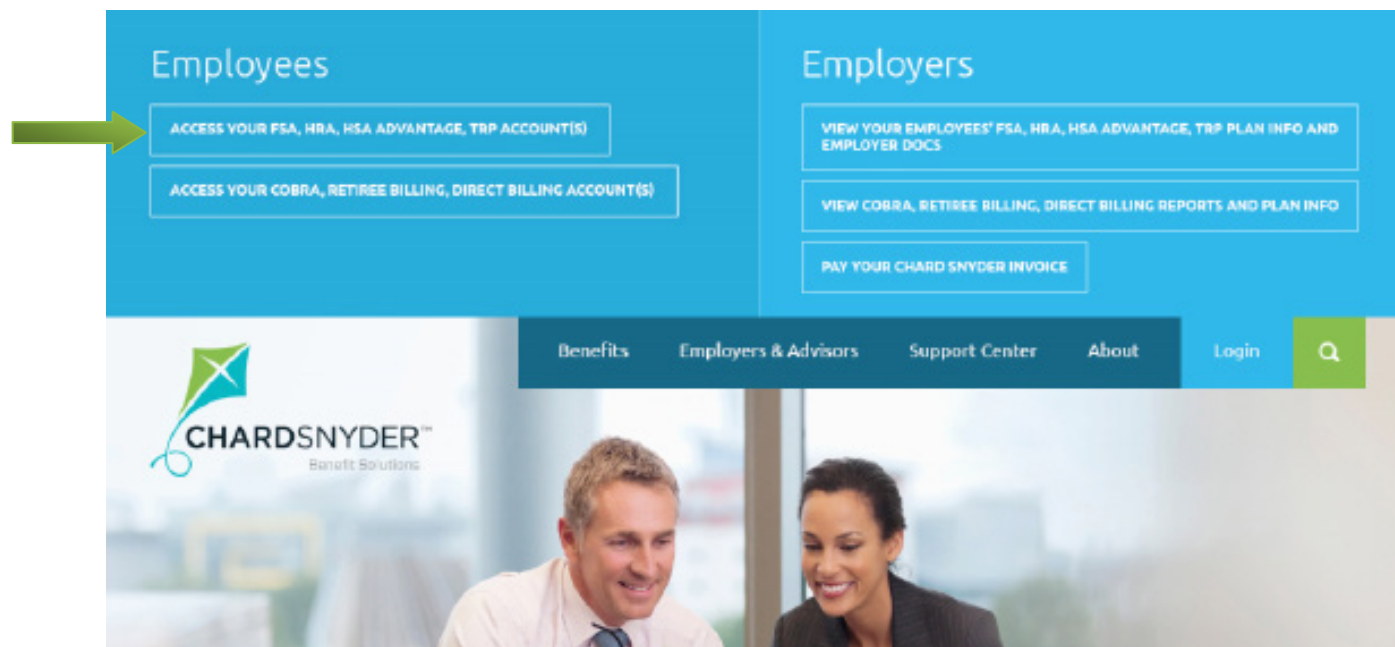 Employees
ACCESS YOUR FSA, HRA, HSA ADVANTAGE, TRP ACCOUNT(S)
ACCESS YOUR COBRA, RETIREE BILLING, DIRECT BILLING ACCOUNT(S)
Employers
VIEW YOUR EMPLOYEES' FSA, HRA, HSA ADVANTAGE, TRP PLAN INFO AND
EMPLOYER DOCS
VIEW COBRA, RETIREE BILLING, DIRECT BILLING REPORTS AND PLAN INFO
PAY YOUR CHARD SNYDER INVOICE
Benefits Employers & Advisors Support Center About Login
CHARDSNYDER™
Benefit Solutions